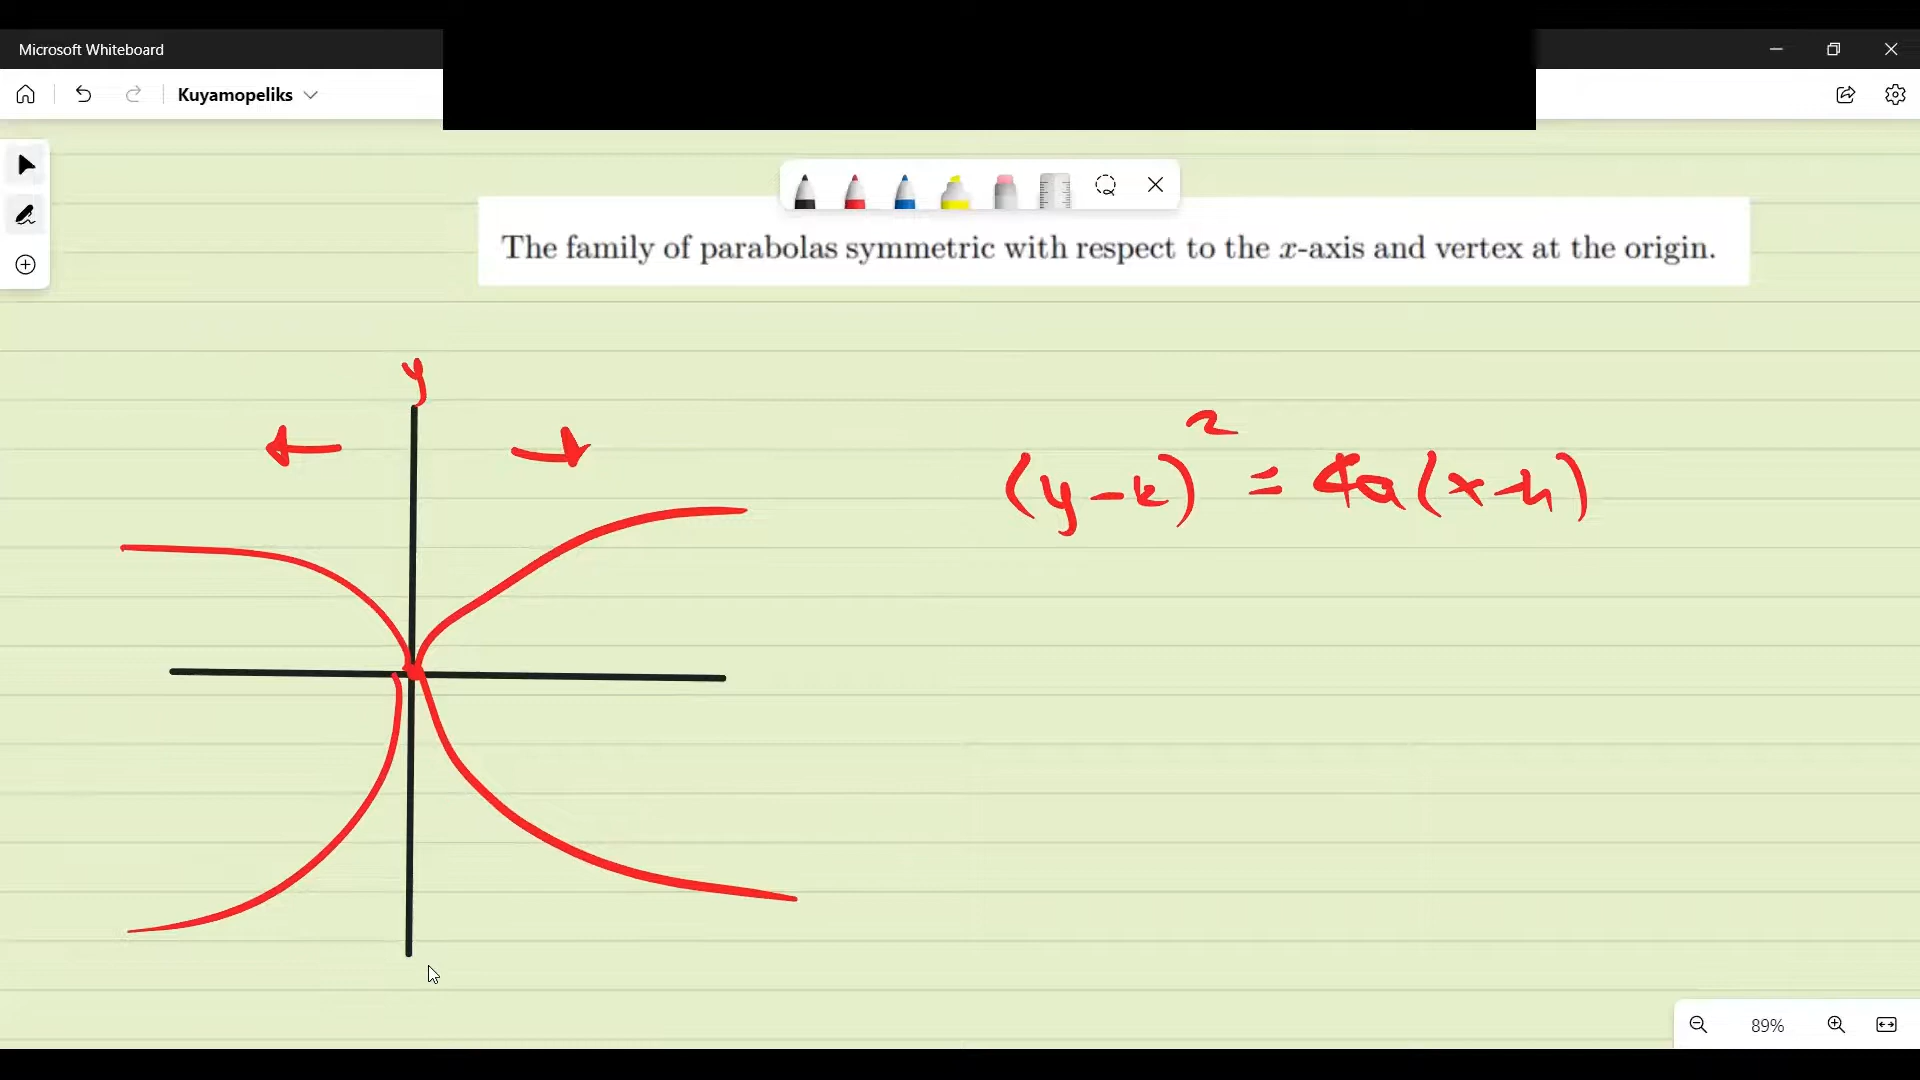 Microsoft Whiteboard
Kuyamopeliks
The family of parabolas symmetric with respect to the x-axis and vertex at the origin.
y
(y-k)² = 4a(x-h)
89%